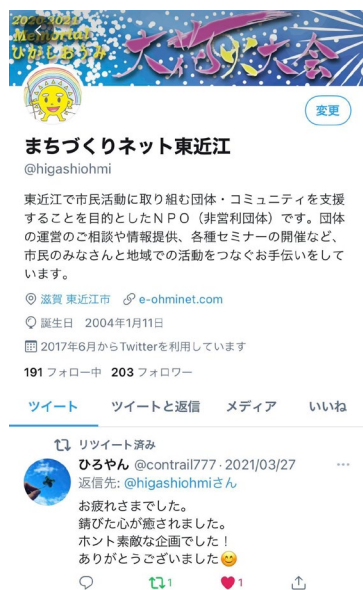 2020-2021
Memorial
ひがしおうみ
大花火大会
変更
まちづくりネット東近江
@higashiohmi
東近江で市民活動に取り組む団体・コミュニティを支援
することを目的としたＮＰＯ（非営利団体）です。団体
の運営のご相談や情報提供、各種セミナーの開催など、
市民のみなさんと地域での活動をつなぐお手伝いをして
います。
滋賀 東近江市 e-ohminet.com
誕生日 2004年1月11日
2017年6月からTwitterを利用しています
191 フォロー中 203 フォロワー
ツイート ツイートと返信 メディア いいね
リツイート済み
ひろやん @contrail777 · 2021/03/27 ···
返信先: @higashiohmiさん
お疲れさまでした。
錆びた心が癒されました。
ホント素敵な企画でした！
ありがとうございました😊
1 1